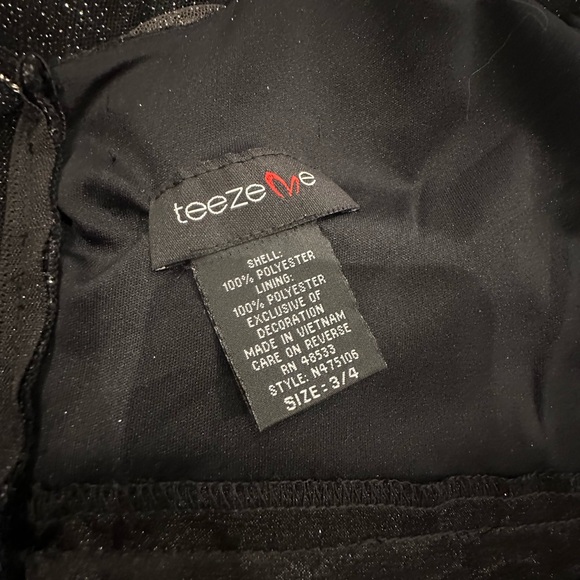 teezeMe
SHELL:
100% POLYESTER
LINING:
100% POLYESTER
EXCLUSIVE OF
DECORATION
MADE IN VIETNAM
CARE ON REVERSE
RN 48533
STYLE: N475106
SIZE: 3/4